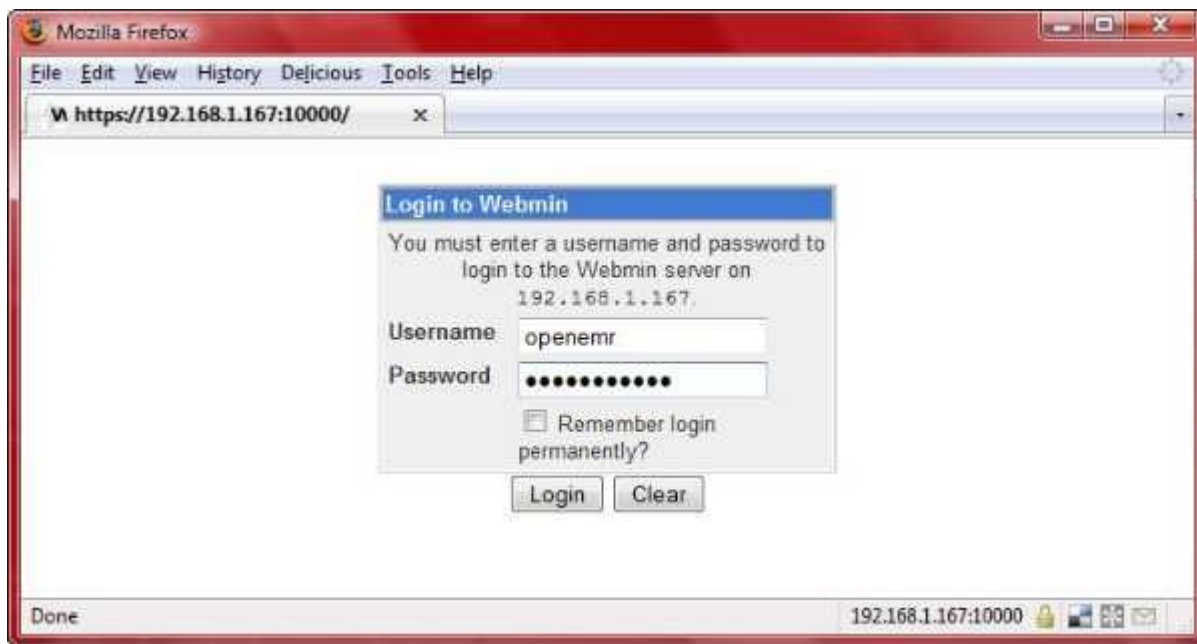 Mozilla Firefox
File Edit View History Delicious Tools Help
https://192.168.1.167:10000/
Login to Webmin
You must enter a username and password to
login to the Webmin server on
192.168.1.167.
Username openemr
Password •••••••••••
Remember login
permanently?
Login Clear
Done 192.168.1.167:10000